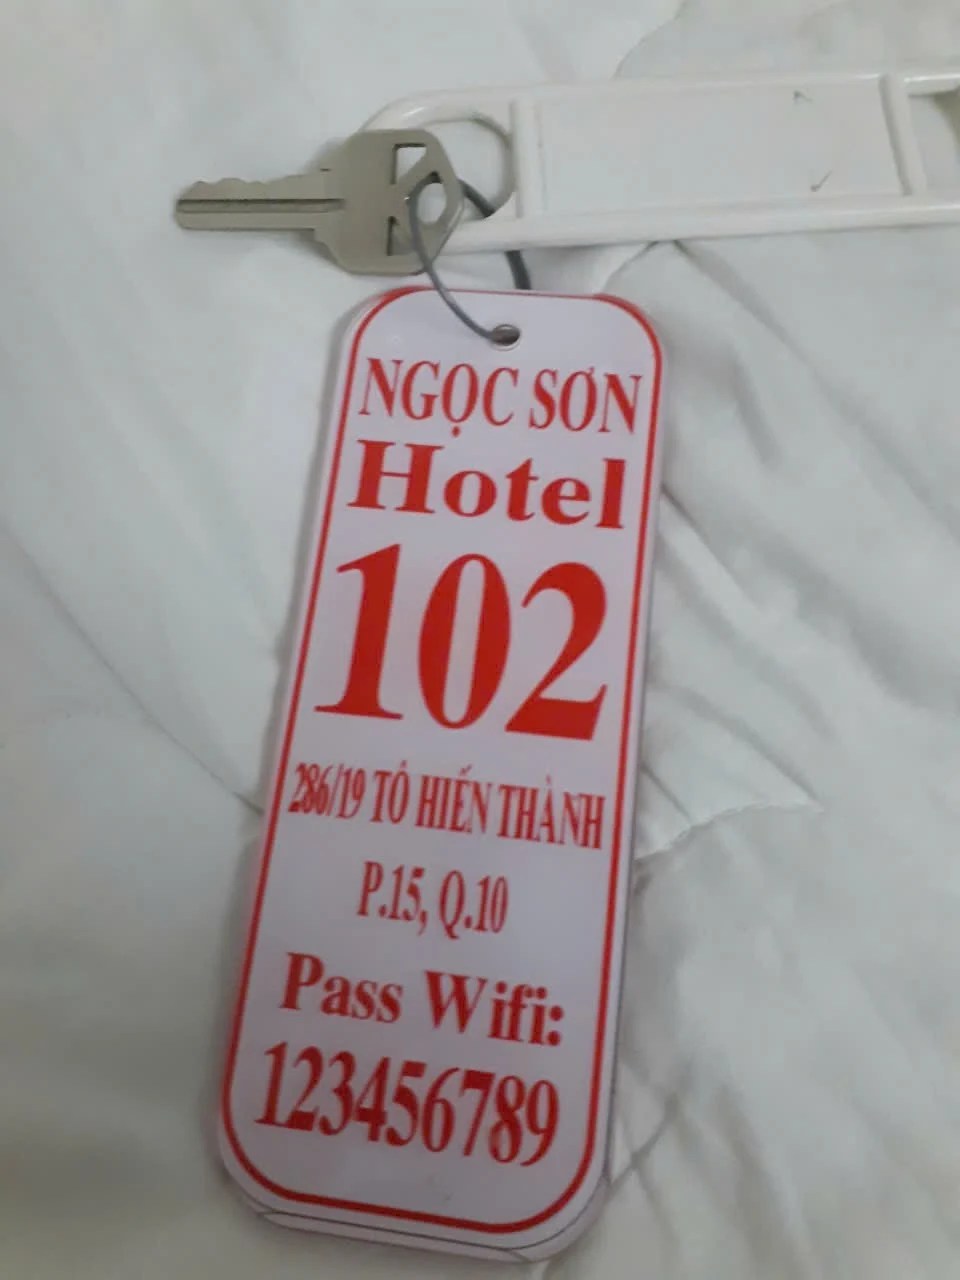 NGỌC SƠN
Hotel
102
286/19 TÔ HIẾN THÀNH
P.15, Q.10
Pass Wifi:
123456789